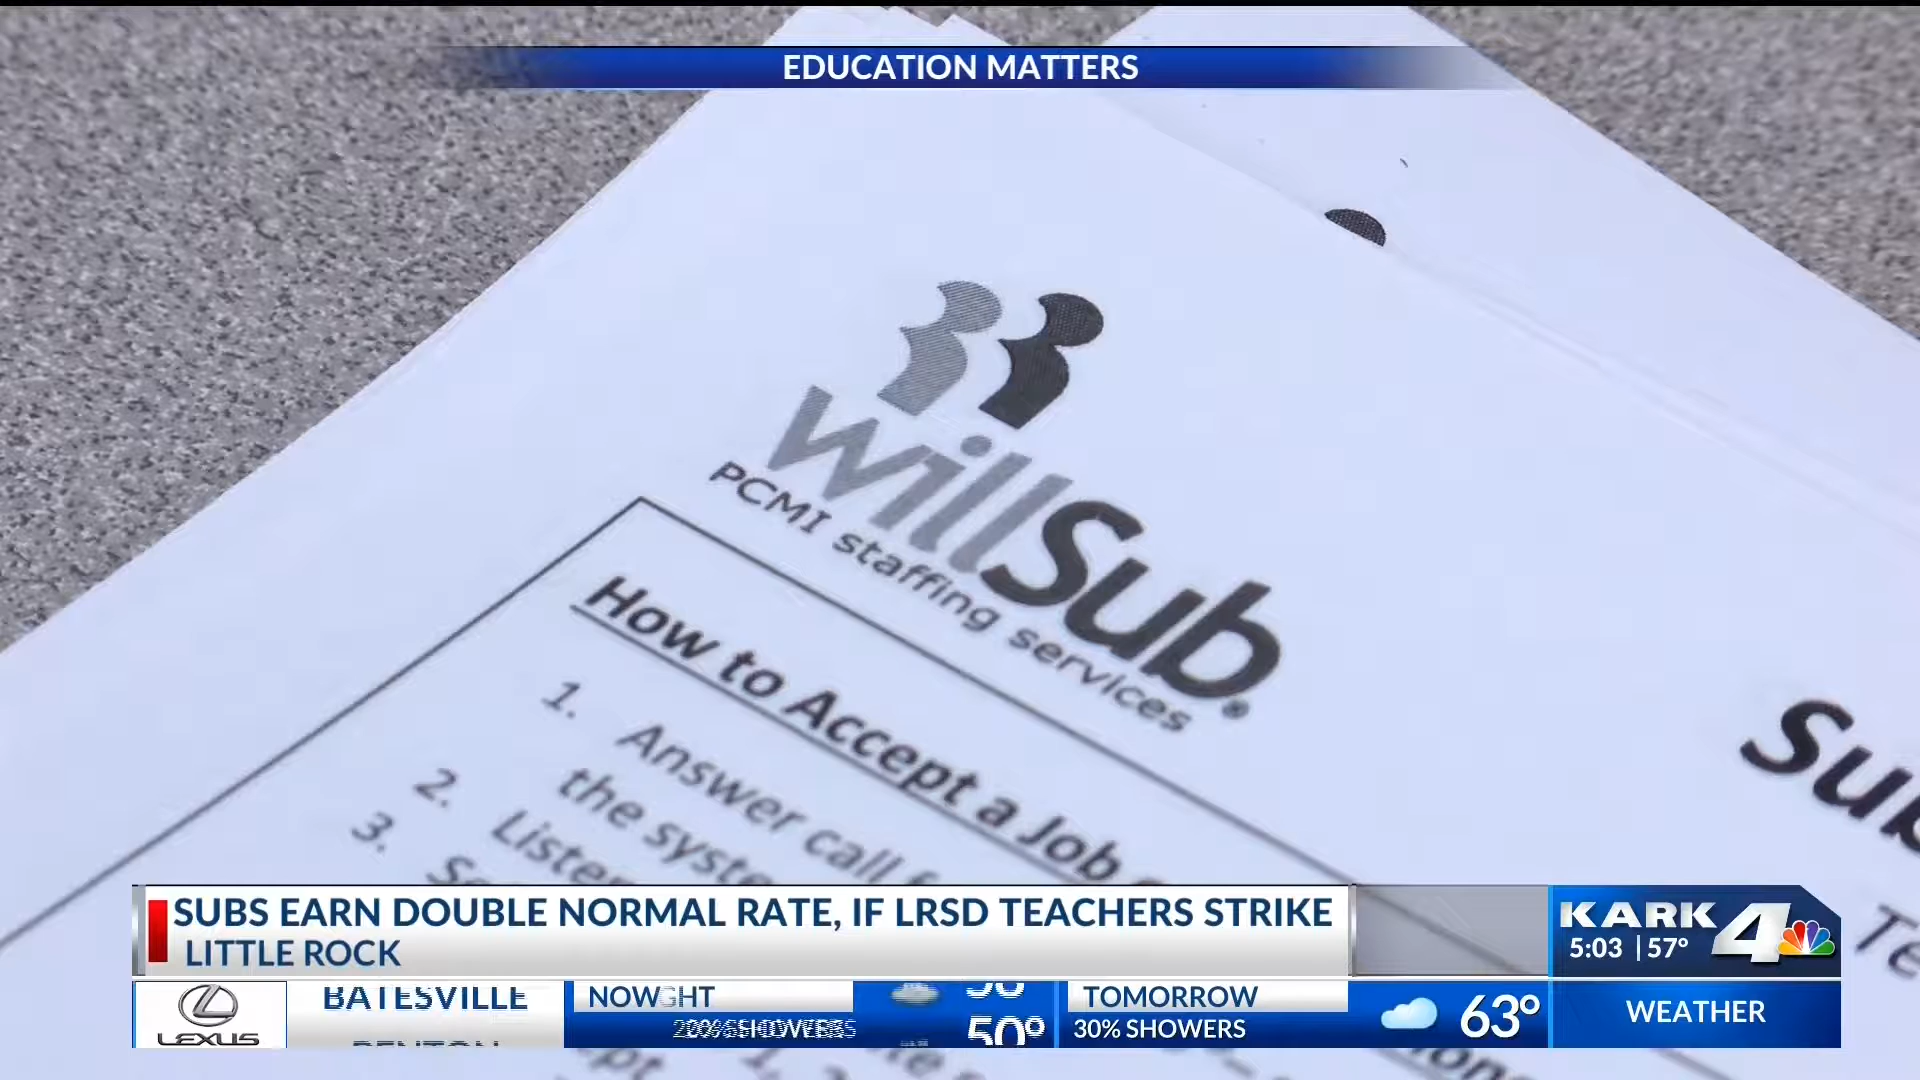 EDUCATION MATTERS
willSub®
PCMI staffing services
How to Accept a Job
1. Answer call
the
2. Listen
3.
SUBS EARN DOUBLE NORMAL RATE, IF LRSD TEACHERS STRIKE
LITTLE ROCK
KARK 4
5:03 | 57°
LEXUS
BATESVILLE
NOW
50°
TOMORROW
30% SHOWERS
63°
WEATHER